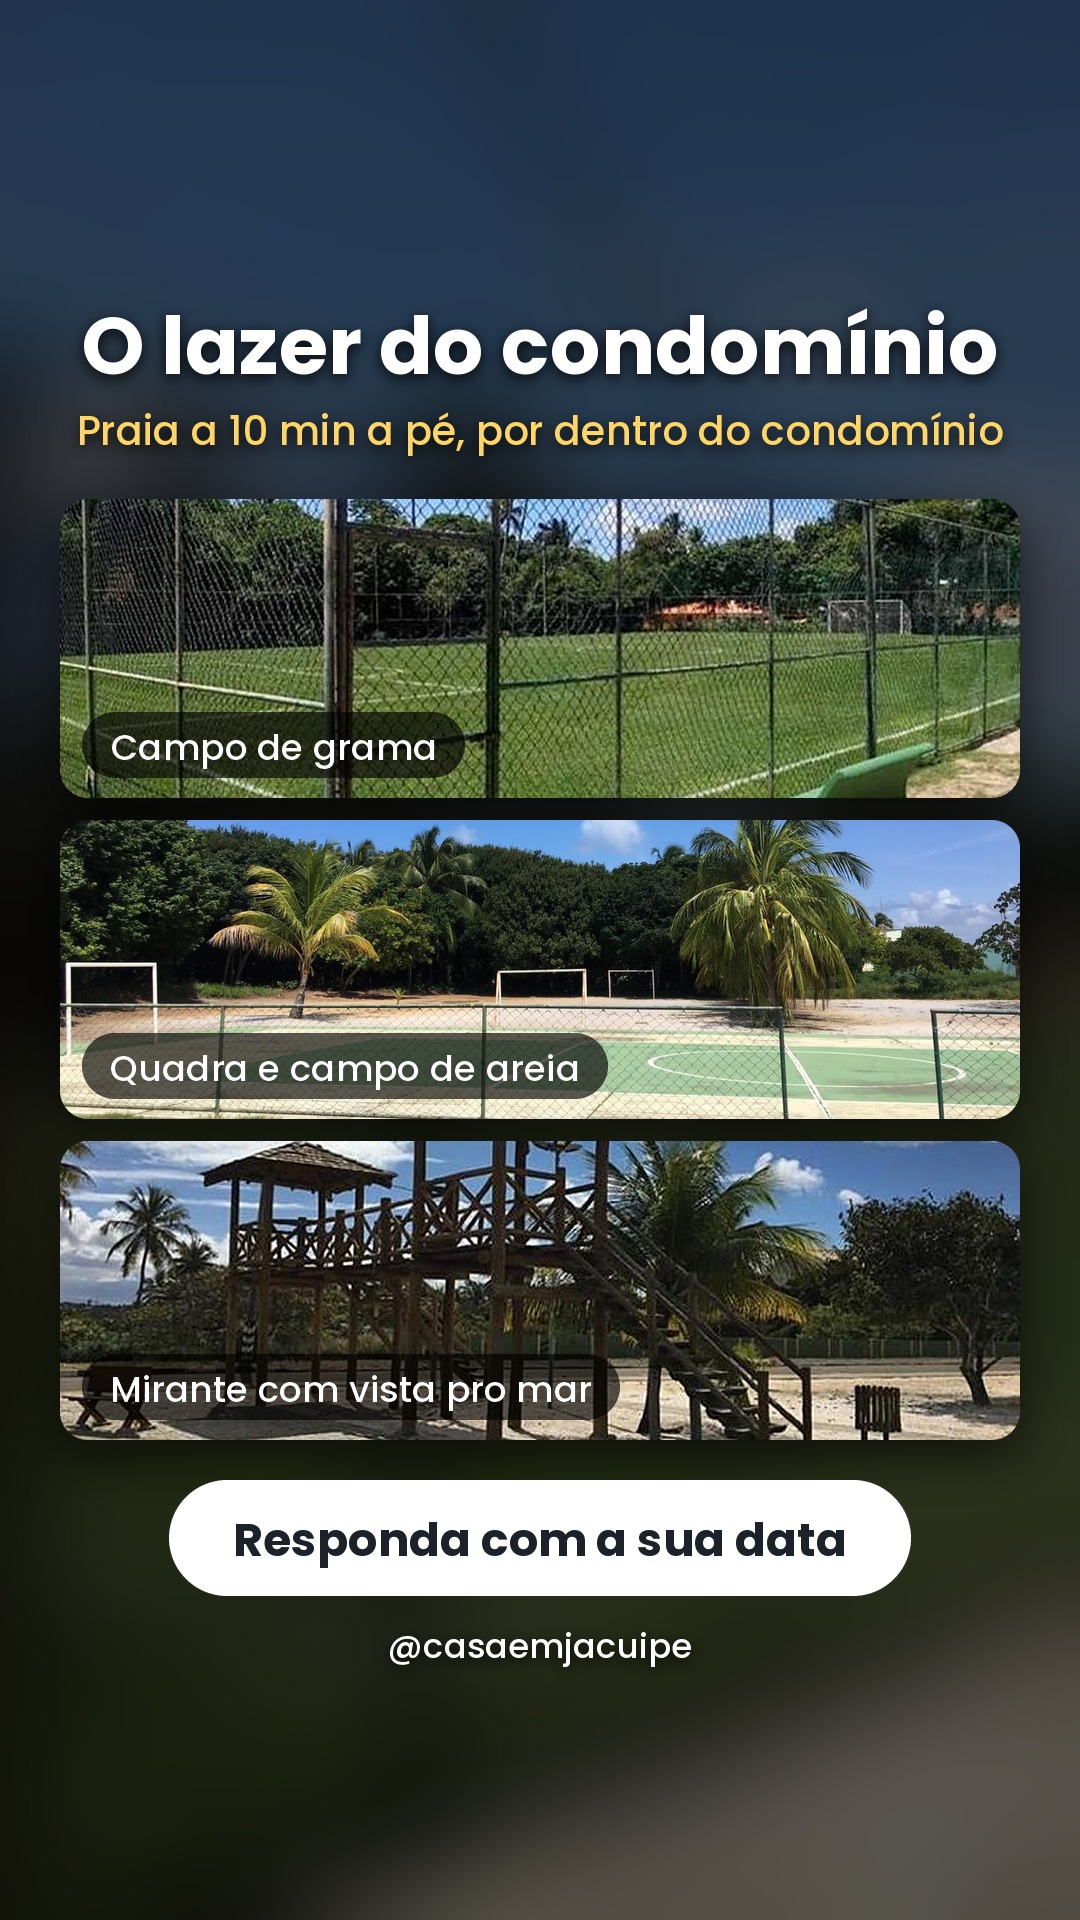 O lazer do condomínio
Praia a 10 min a pé, por dentro do condomínio
Campo de grama
Quadra e campo de areia
Mirante com vista pro mar
Responda com a sua data
@casaemjacuipe